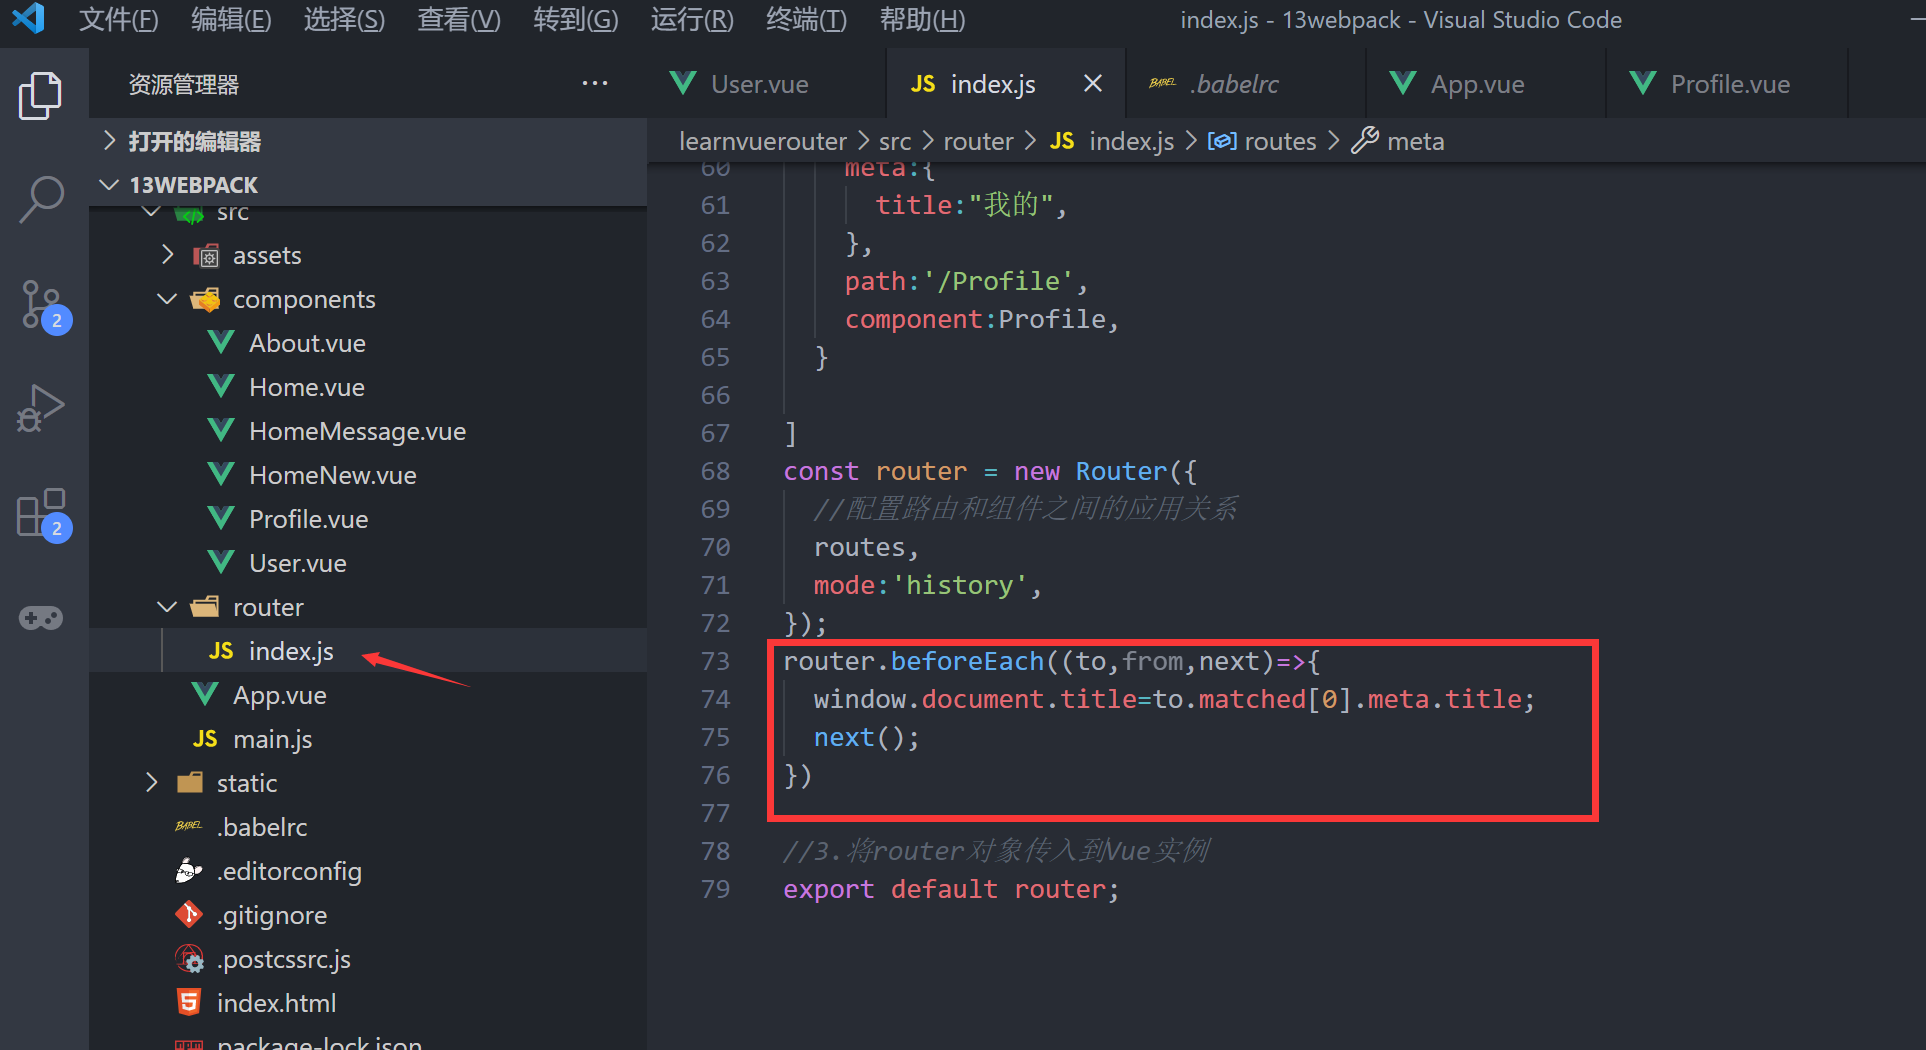 文件(F) 编辑(E) 选择(S) 查看(V) 转到(G) 运行(R) 终端(T) 帮助(H) index.js - 13webpack - Visual Studio Code
资源管理器 ···
打开的编辑器
13WEBPACK
src
assets
components
About.vue
Home.vue
HomeMessage.vue
HomeNew.vue
Profile.vue
User.vue
router
JS index.js
App.vue
JS main.js
static
BABEL .babelrc
.editorconfig
.gitignore
.postcssrc.js
5 index.html
package-lock.json
2
2
User.vue JS index.js BABEL .babelrc App.vue Profile.vue
learnvuerouter > src > router > JS index.js > routes > meta
60 meta:{
61 title:"我的",
62 },
63 path:'/Profile',
64 component:Profile,
65 }
66
67 ]
68 const router = new Router({
69 //配置路由和组件之间的应用关系
70 routes,
71 mode:'history',
72 });
73 router.beforeEach((to,from,next)=>{
74 window.document.title=to.matched[0].meta.title;
75 next();
76 })
77
78 //3.将router对象传入到Vue实例
79 export default router;